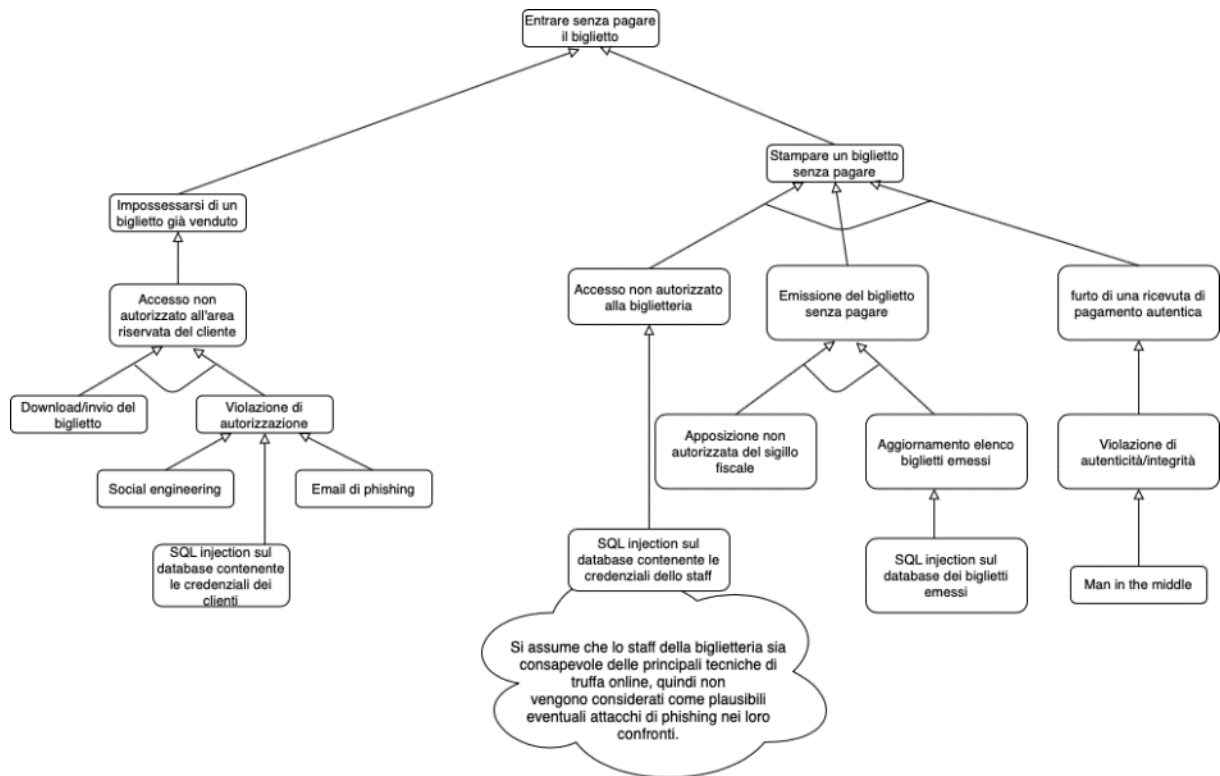 Entrare senza pagare
il biglietto
Stampare un biglietto
senza pagare
Impossessarsi di un
biglietto già venduto
Accesso non
autorizzato all'area
riservata del cliente
Accesso non autorizzato
alla biglietteria
Emissione del biglietto
senza pagare
furto di una ricevuta di
pagamento autentica
Download/invio del
biglietto
Violazione di
autorizzazione
Apposizione non
autorizzata del sigillo
fiscale
Aggiornamento elenco
biglietti emessi
Violazione di
autenticità/integrità
Social engineering
Email di phishing
SQL injection sul
database contenente
le credenziali dei
clienti
SQL injection sul
database contenente le
credenziali dello staff
SQL injection sul
database dei biglietti
emessi
Man in the middle
Si assume che lo staff della biglietteria sia
consapevole delle principali tecniche di
truffa online, quindi non
vengono considerati come plausibili
eventuali attacchi di phishing nei loro
confronti.